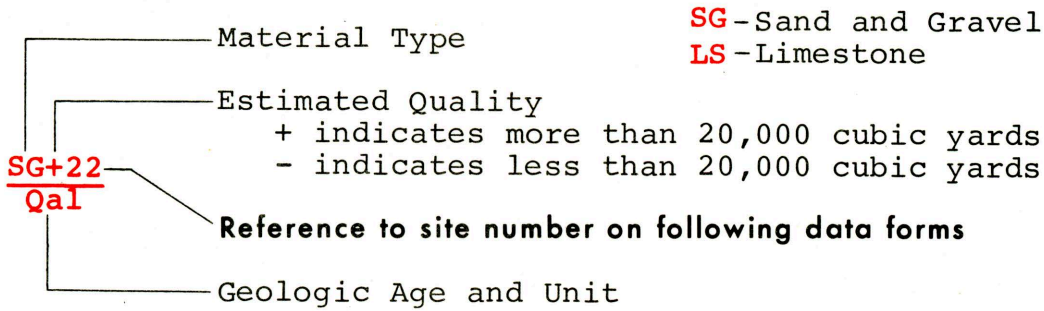 Material Type
SG-Sand and Gravel
LS-Limestone
Estimated Quality
+ indicates more than 20,000 cubic yards
- indicates less than 20,000 cubic yards
SG+22
Qal
Reference to site number on following data forms
Geologic Age and Unit